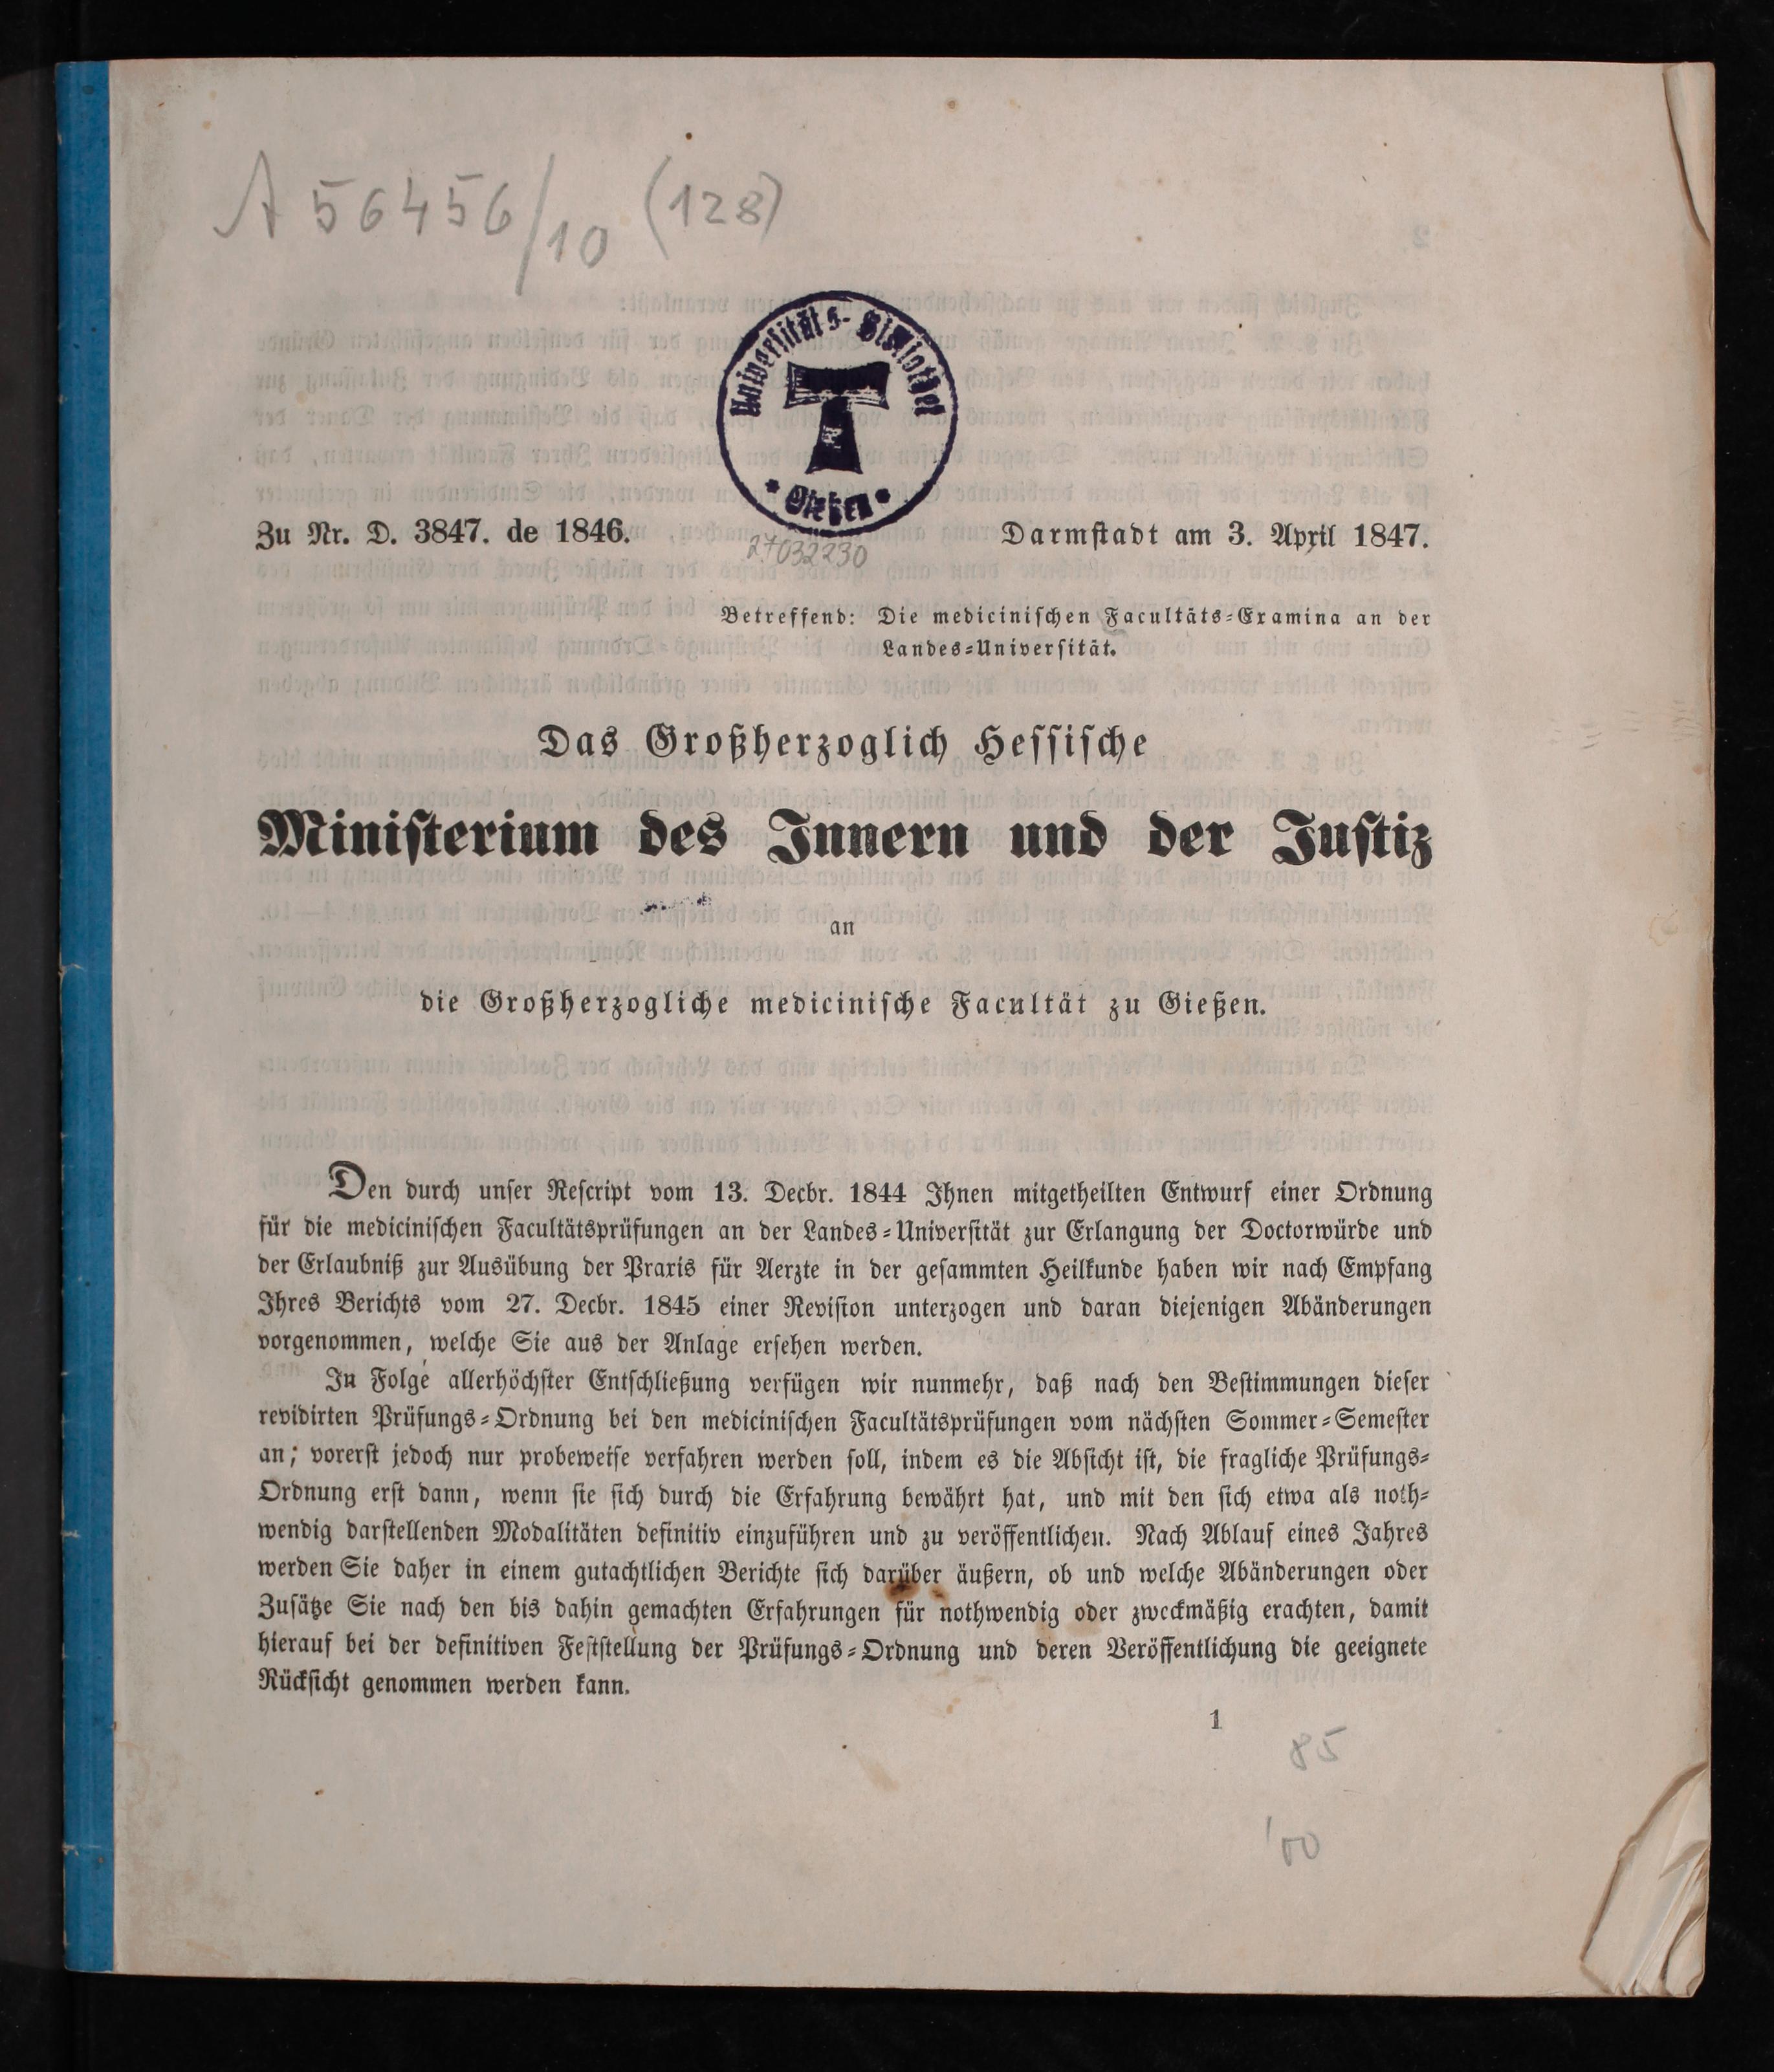 A 56456/10 (128)
Universitäts-Bibliothek
Gießen
Zu Nr. D. 3847. de 1846.
Darmstadt am 3. April 1847.
27032230
Betreffend: Die medicinischen Facultäts-Examina an der
Landes-Universität.
Das Großherzoglich Hessische
Ministerium des Innern und der Justiz
an
die Großherzogliche medicinische Facultät zu Gießen.
Den durch unser Rescript vom 13. Decbr. 1844 Ihnen mitgetheilten Entwurf einer Ordnung
für die medicinischen Facultätsprüfungen an der Landes-Universität zur Erlangung der Doctorwürde und
der Erlaubniß zur Ausübung der Praxis für Aerzte in der gesammten Heilkunde haben wir nach Empfang
Ihres Berichts vom 27. Decbr. 1845 einer Revision unterzogen und daran diejenigen Abänderungen
vorgenommen, welche Sie aus der Anlage ersehen werden.
In Folge allerhöchster Entschließung verfügen wir nunmehr, daß nach den Bestimmungen dieser
revidirten Prüfungs-Ordnung bei den medicinischen Facultätsprüfungen vom nächsten Sommer-Semester
an; vorerst jedoch nur probeweise verfahren werden soll, indem es die Absicht ist, die fragliche Prüfungs-
Ordnung erst dann, wenn sie sich durch die Erfahrung bewährt hat, und mit den sich etwa als noth-
wendig darstellenden Modalitäten definitiv einzuführen und zu veröffentlichen. Nach Ablauf eines Jahres
werden Sie daher in einem gutachtlichen Berichte sich darüber äußern, ob und welche Abänderungen oder
Zusätze Sie nach den bis dahin gemachten Erfahrungen für nothwendig oder zweckmäßig erachten, damit
hierauf bei der definitiven Feststellung der Prüfungs-Ordnung und deren Veröffentlichung die geeignete
Rücksicht genommen werden kann.
1
85